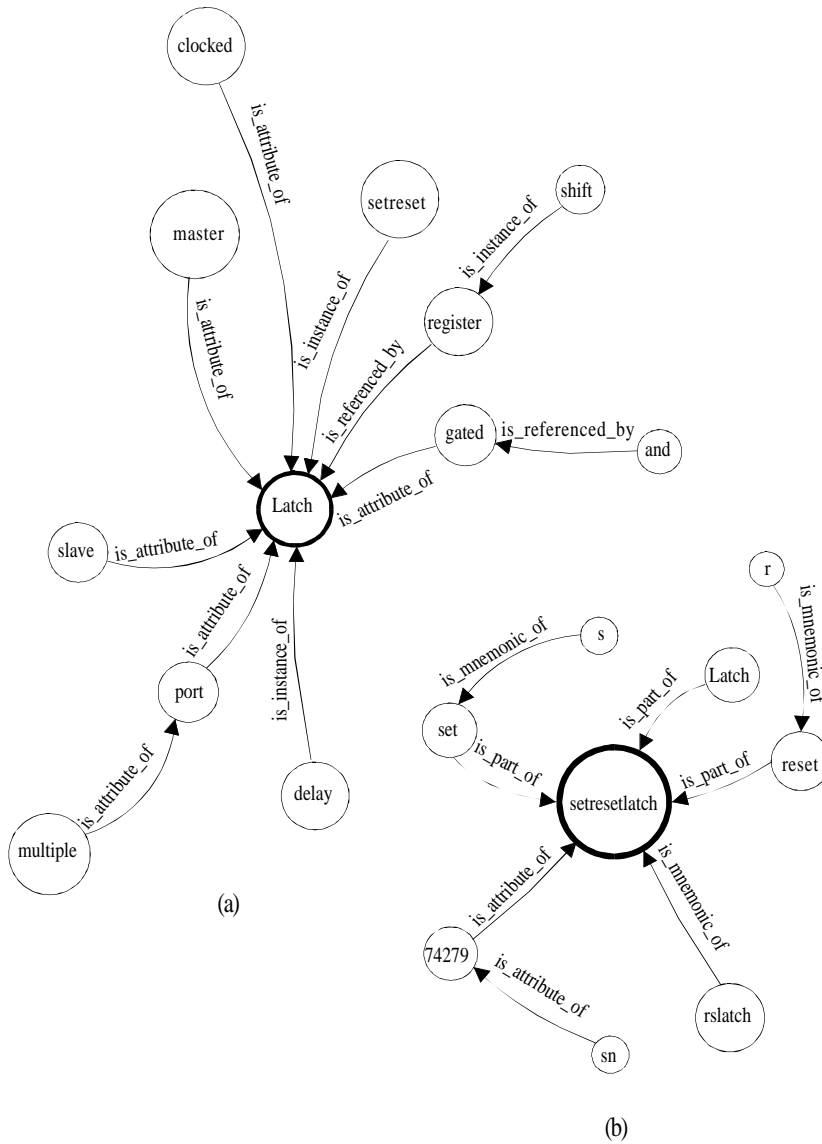 clocked
is_attribute_of
setreset
shift
master
is_instance_of
is_instance_of
is_attribute_of
register
is_referenced_by
gated
is_referenced_by
and
Latch
is_attribute_of
slave
is_attribute_of
is_attribute_of
port
is_instance_of
is_attribute_of
multiple
delay
(a)
r
is_mnemonic_of
s
is_mnemonic_of
Latch
is_part_of
set
is_part_of
reset
is_part_of
setresetlatch
is_attribute_of
is_mnemonic_of
74279
is_attribute_of
rslatch
sn
(b)